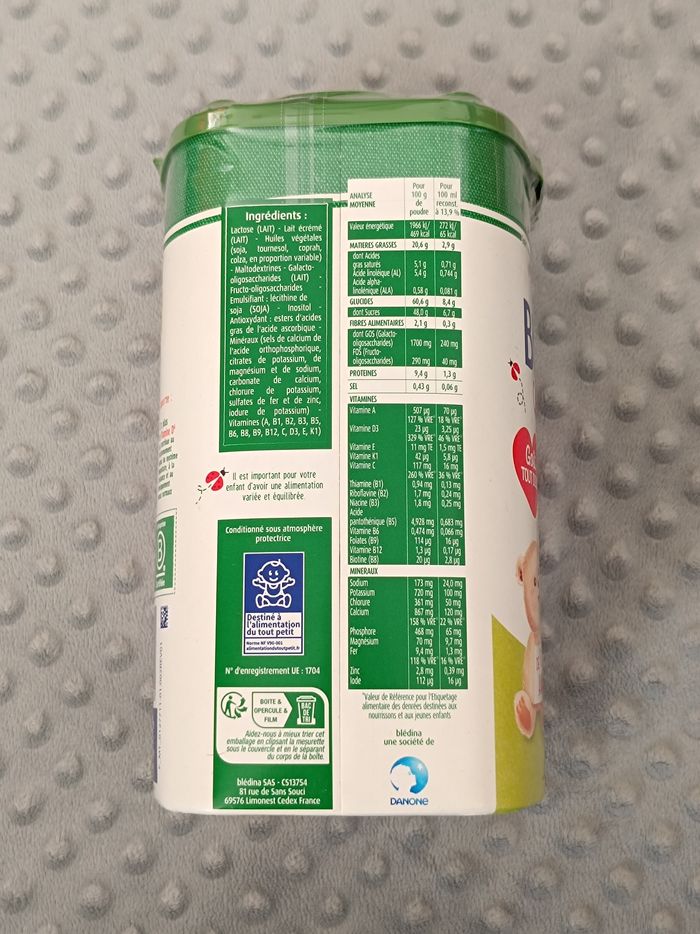 Ingrédients :
Lactose (LAIT) - Lait écrémé
(LAIT) - Huiles végétales
(soja, tournesol, coprah,
colza, en proportion variable)
- Maltodextrines - Galacto-
oligosaccharides (LAIT) -
Fructo-oligosaccharides -
Emulsifiant : lécithine de
soja (SOJA) - Inositol -
Antioxydant : esters d'acides
gras de l'acide ascorbique -
Minéraux (sels de calcium de
l'acide orthophosphorique,
citrates de potassium, de
magnésium et de sodium,
carbonate de calcium,
chlorure de potassium,
sulfates de fer et de zinc,
iodure de potassium) -
Vitamines (A, B1, B2, B3, B5,
B6, B8, B9, B12, C, D3, E, K1)
Il est important pour votre
enfant d'avoir une alimentation
variée et équilibrée.
Conditionné sous atmosphère
protectrice
Destiné à
l'alimentation
du tout petit
Norme NF V90-001
alimentationdutoutpetit.fr
N° d'enregistrement UE : 1704
BOITE &
OPERCULE &
FILM
BAC
DE
TRI
Aidez-nous à mieux trier cet
emballage en clipsant la mesurette
sous le couvercle et en le séparant
du corps de la boîte.
blédina SAS - CS13754
81 rue de Sans Souci
69576 Limonest Cedex France
ANALYSE MOYENNE Pour 100 g de poudre Pour 100 ml reconst. à 13,9 %
Valeur énergétique 1966 kJ/ 469 kcal 272 kJ/ 65 kcal
MATIERES GRASSES 20,6 g 2,9 g
dont Acides
gras saturés 5,1 g 0,71 g
Acide linoléique (AL) 5,4 g 0,744 g
Acide alpha-
linolénique (ALA) 0,58 g 0,081 g
GLUCIDES 60,6 g 8,4 g
dont Sucres 48,0 g 6,7 g
FIBRES ALIMENTAIRES 2,1 g 0,3 g
dont GOS (Galacto-
oligosaccharides) 1700 mg 240 mg
FOS (Fructo-
oligosaccharides) 290 mg 40 mg
PROTEINES 9,4 g 1,3 g
SEL 0,43 g 0,06 g
VITAMINES
Vitamine A 507 µg 70 µg
127 % VRE* 18 % VRE*
Vitamine D3 23 µg 3,25 µg
329 % VRE* 46 % VRE*
Vitamine E 11 mg TE 1,5 mg TE
Vitamine K1 42 µg 5,8 µg
Vitamine C 117 mg 16 mg
260 % VRE* 36 % VRE*
Thiamine (B1) 0,94 mg 0,13 mg
Riboflavine (B2) 1,7 mg 0,24 mg
Niacine (B3) 1,8 mg 0,25 mg
Acide
pantothénique (B5) 4,928 mg 0,683 mg
Vitamine B6 0,474 mg 0,066 mg
Folates (B9) 114 µg 16 µg
Vitamine B12 1,3 µg 0,17 µg
Biotine (B8) 20 µg 2,8 µg
MINERAUX
Sodium 173 mg 24,0 mg
Potassium 720 mg 100 mg
Chlorure 361 mg 50 mg
Calcium 867 mg 120 mg
158 % VRE* 22 % VRE*
Phosphore 468 mg 65 mg
Magnésium 70 mg 9,7 mg
Fer 9,4 mg 1,3 mg
118 % VRE* 16 % VRE*
Zinc 2,8 mg 0,39 mg
Iode 112 µg 16 µg
*Valeur de Référence pour l'Etiquetage
alimentaire des denrées destinées aux
nourrissons et aux jeunes enfants
blédina
une société de
DANONE